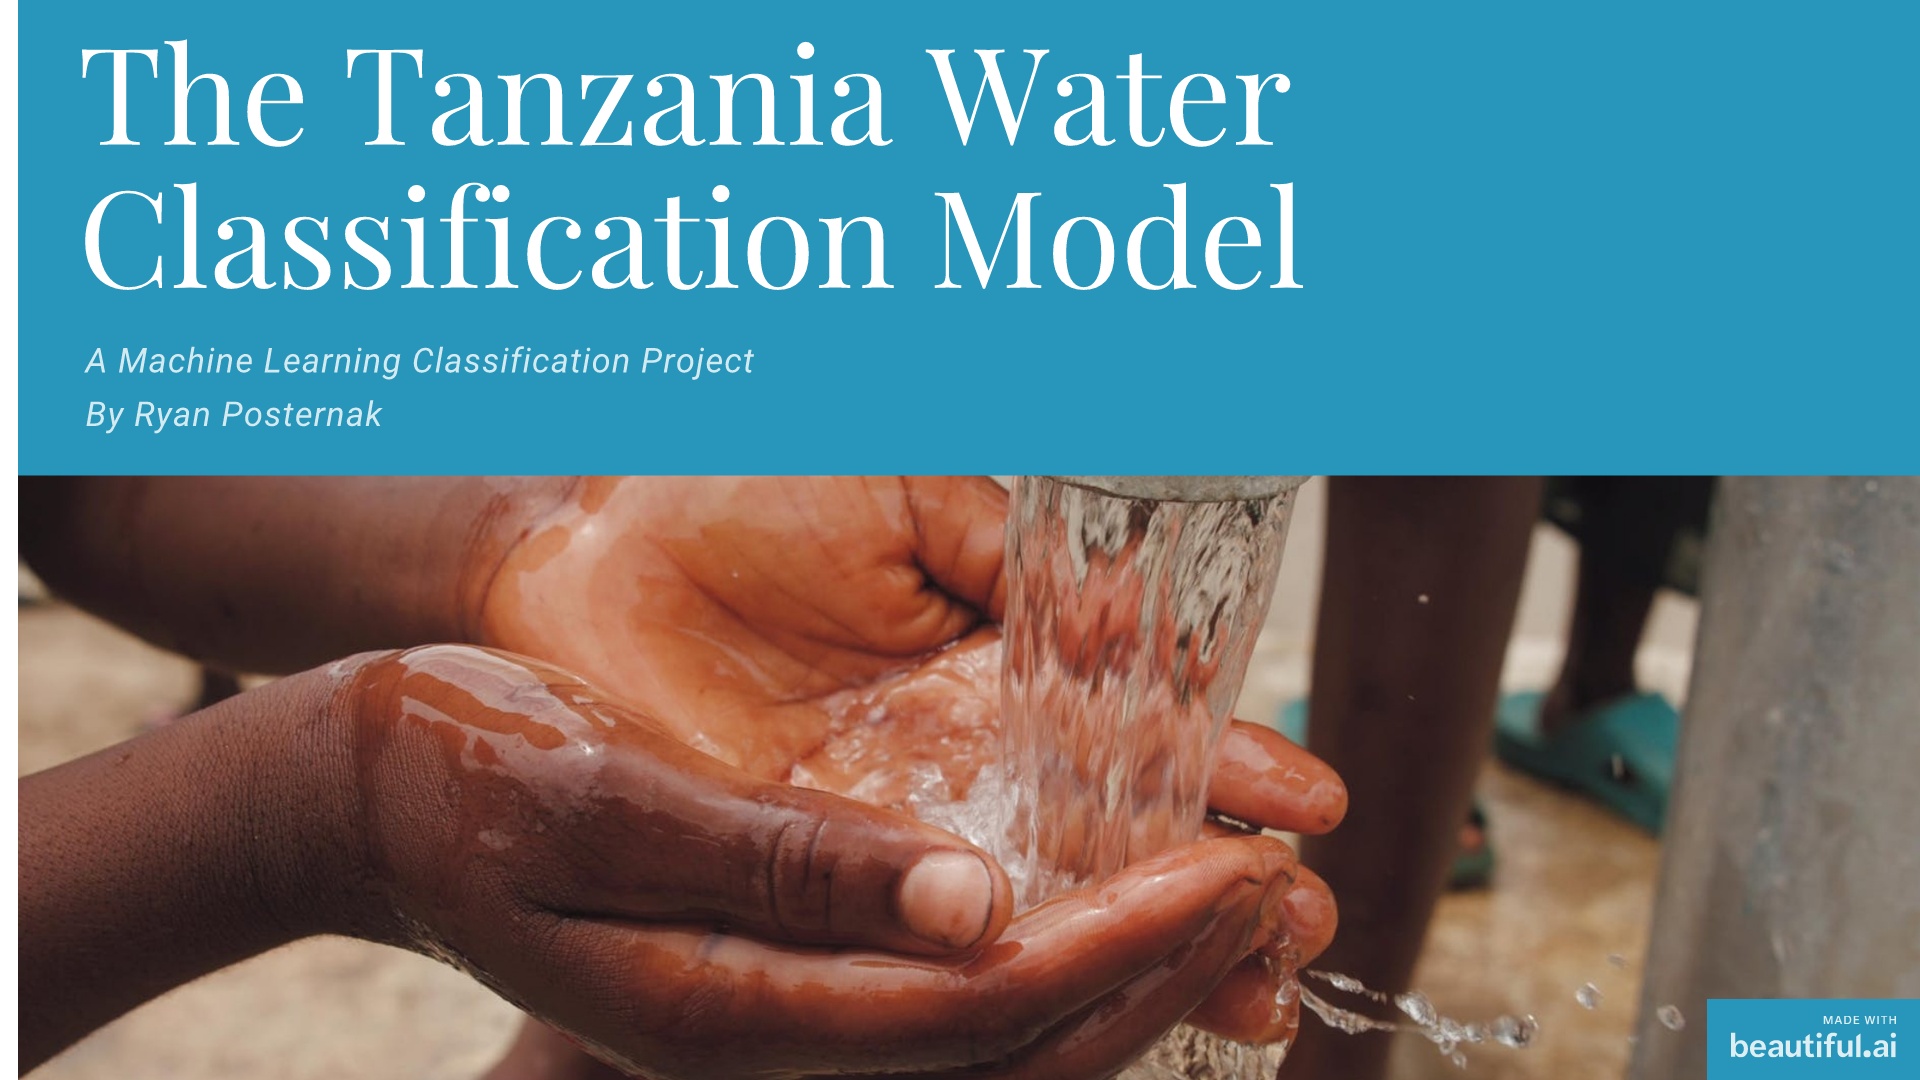 The Tanzania Water
Classification Model
A Machine Learning Classification Project
By Ryan Posternak
MADE WITH
beautiful.ai